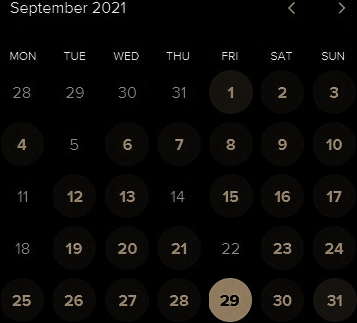 September 2021
MON TUE WED THU FRI SAT SUN
28 29 30 31 1 2 3
4 5 6 7 8 9 10
11 12 13 14 15 16 17
18 19 20 21 22 23 24
25 26 27 28 29 30 31